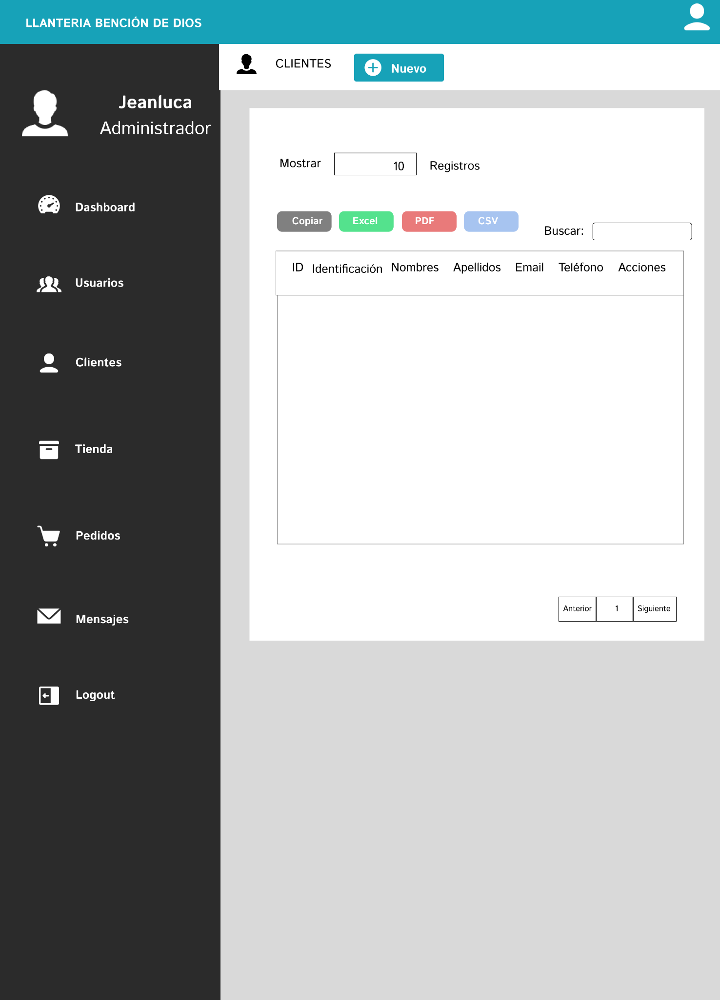 LLANTERIA BENCIÓN DE DIOS
CLIENTES
Nuevo
Jeanluca
Administrador
Dashboard
Usuarios
Clientes
Tienda
Pedidos
Mensajes
Logout
Mostrar 10 Registros
Copiar Excel PDF CSV
Buscar:
ID Identificación Nombres Apellidos Email Teléfono Acciones
Anterior 1 Siguiente